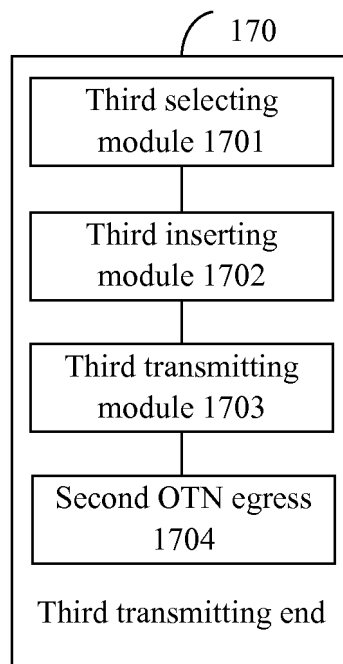 170
Third selecting
module 1701
Third inserting
module 1702
Third transmitting
module 1703
Second OTN egress
1704
Third transmitting end